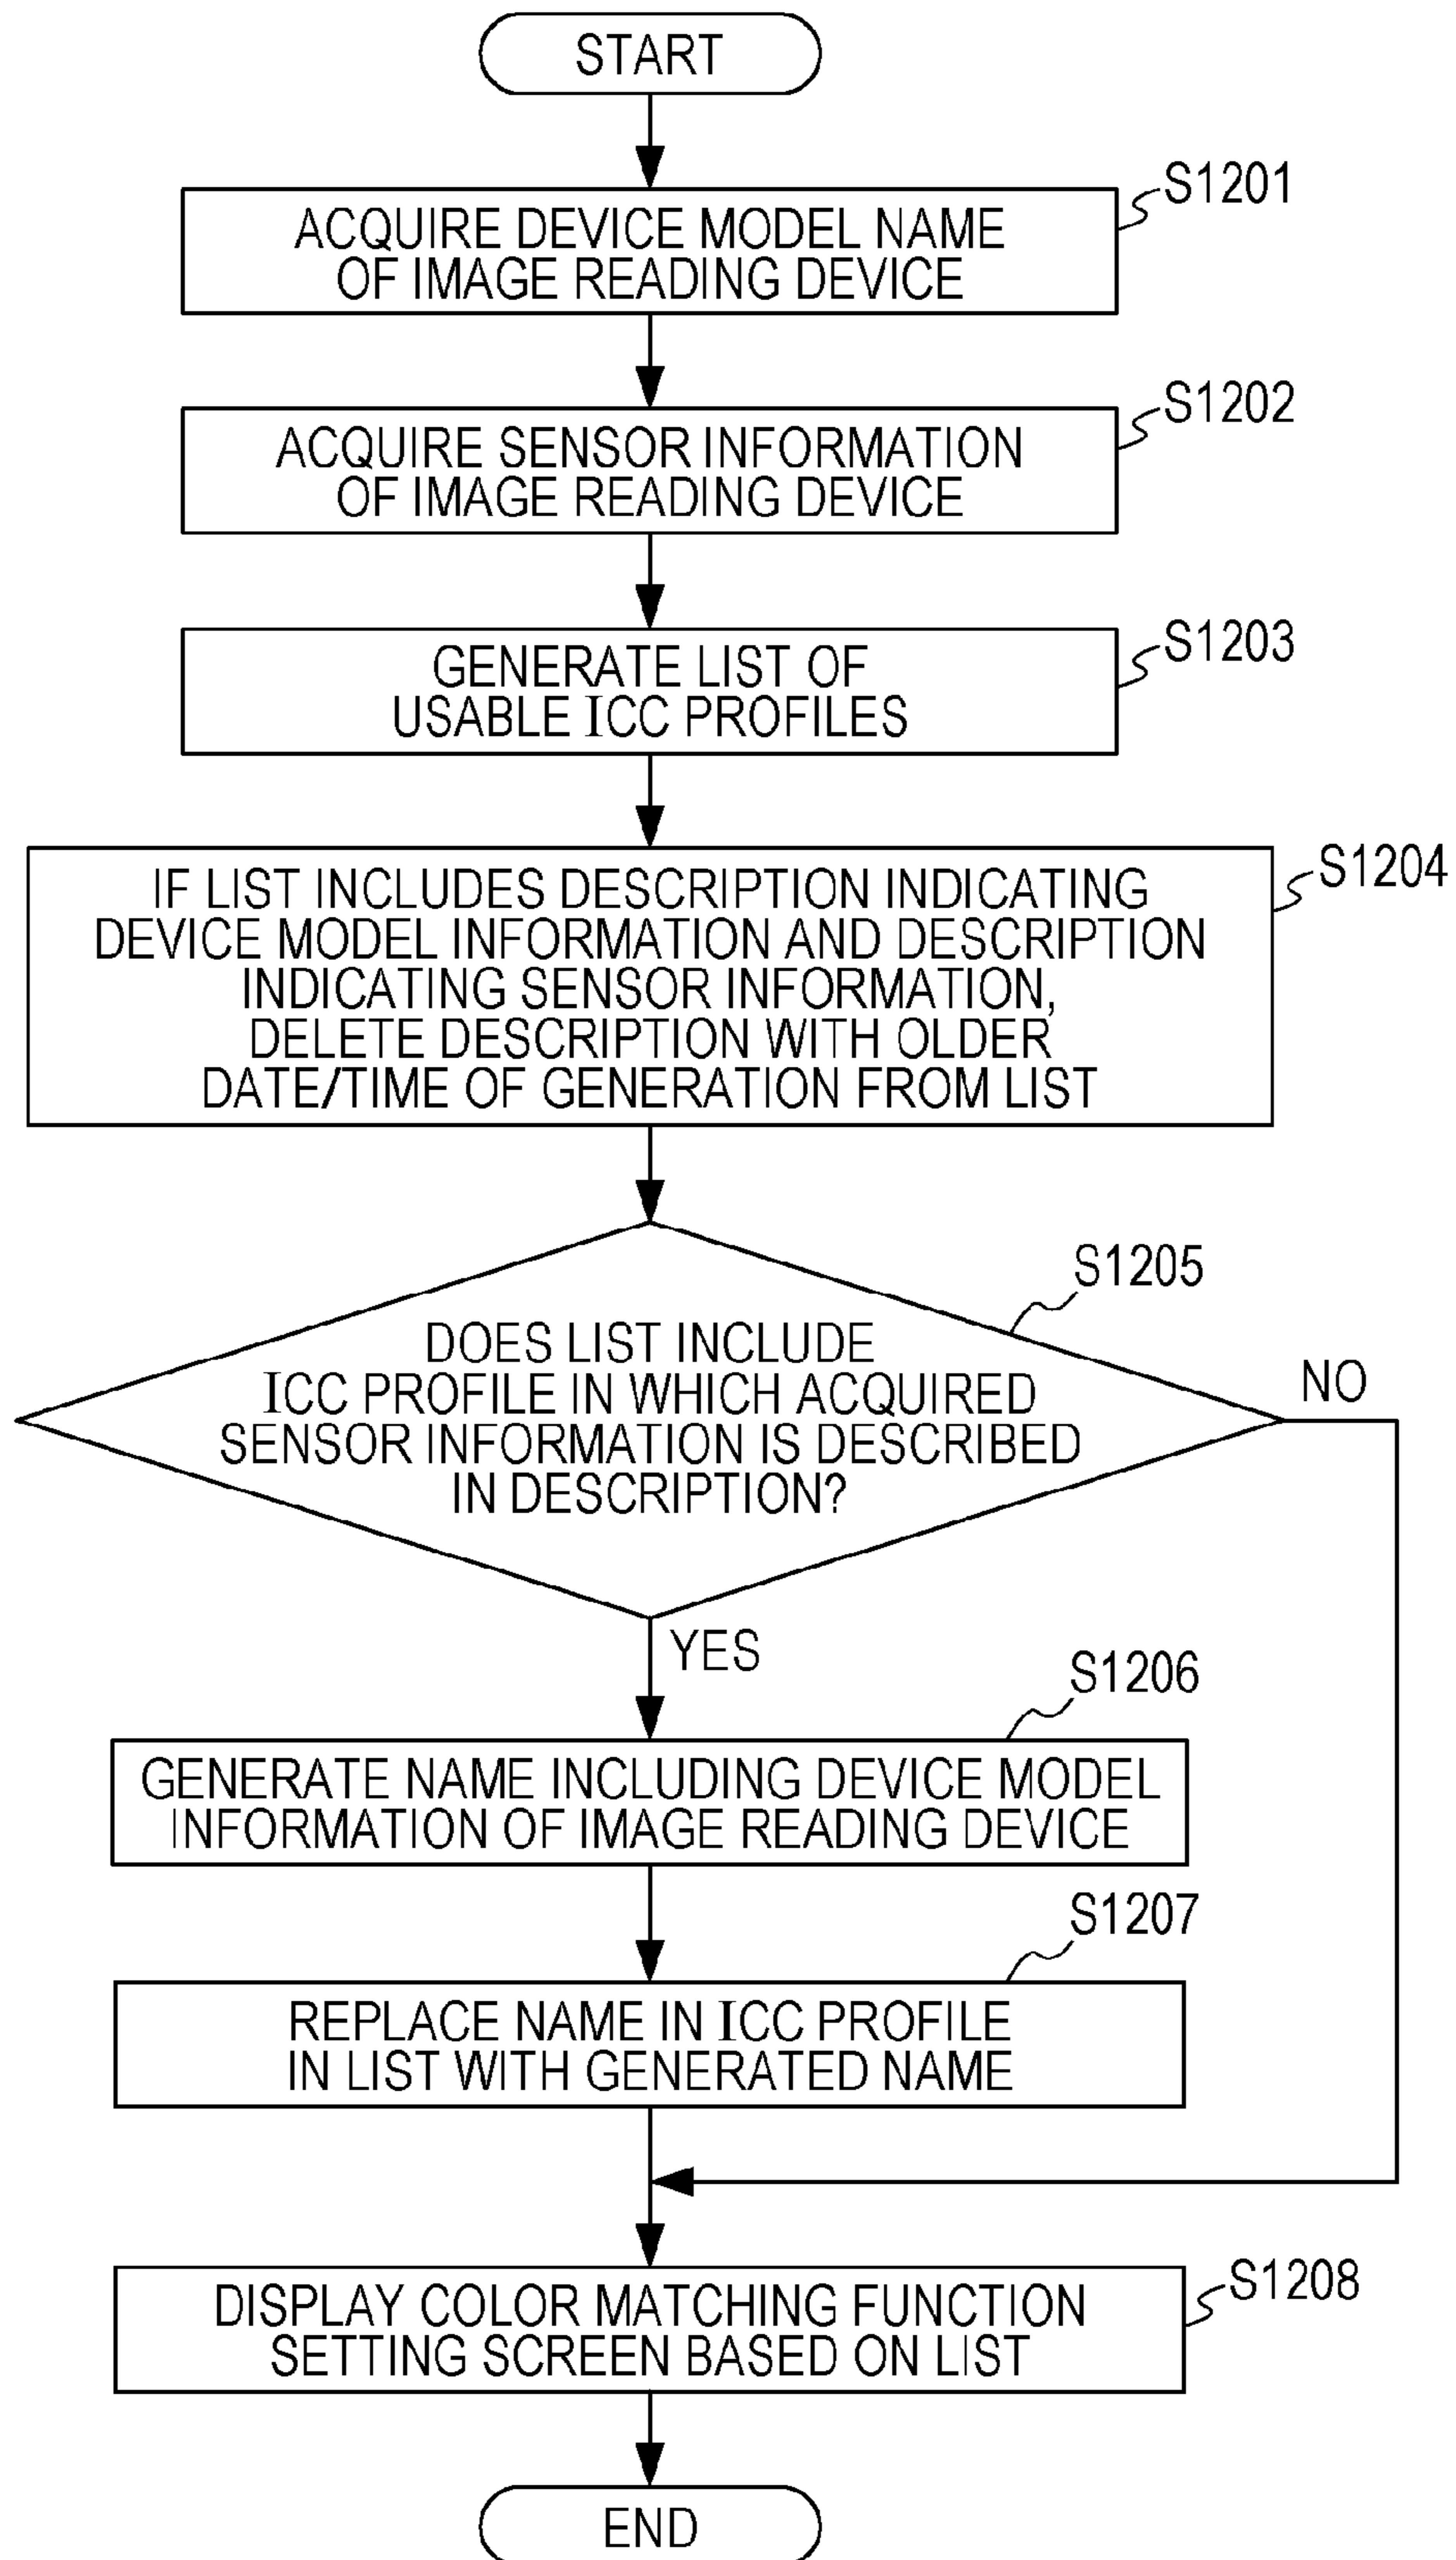 START
S1201
ACQUIRE DEVICE MODEL NAME
OF IMAGE READING DEVICE
S1202
ACQUIRE SENSOR INFORMATION
OF IMAGE READING DEVICE
S1203
GENERATE LIST OF
USABLE ICC PROFILES
S1204
IF LIST INCLUDES DESCRIPTION INDICATING
DEVICE MODEL INFORMATION AND DESCRIPTION
INDICATING SENSOR INFORMATION,
DELETE DESCRIPTION WITH OLDER
DATE/TIME OF GENERATION FROM LIST
S1205
DOES LIST INCLUDE
ICC PROFILE IN WHICH ACQUIRED
SENSOR INFORMATION IS DESCRIBED
IN DESCRIPTION?
NO
YES
S1206
GENERATE NAME INCLUDING DEVICE MODEL
INFORMATION OF IMAGE READING DEVICE
S1207
REPLACE NAME IN ICC PROFILE
IN LIST WITH GENERATED NAME
S1208
DISPLAY COLOR MATCHING FUNCTION
SETTING SCREEN BASED ON LIST
END